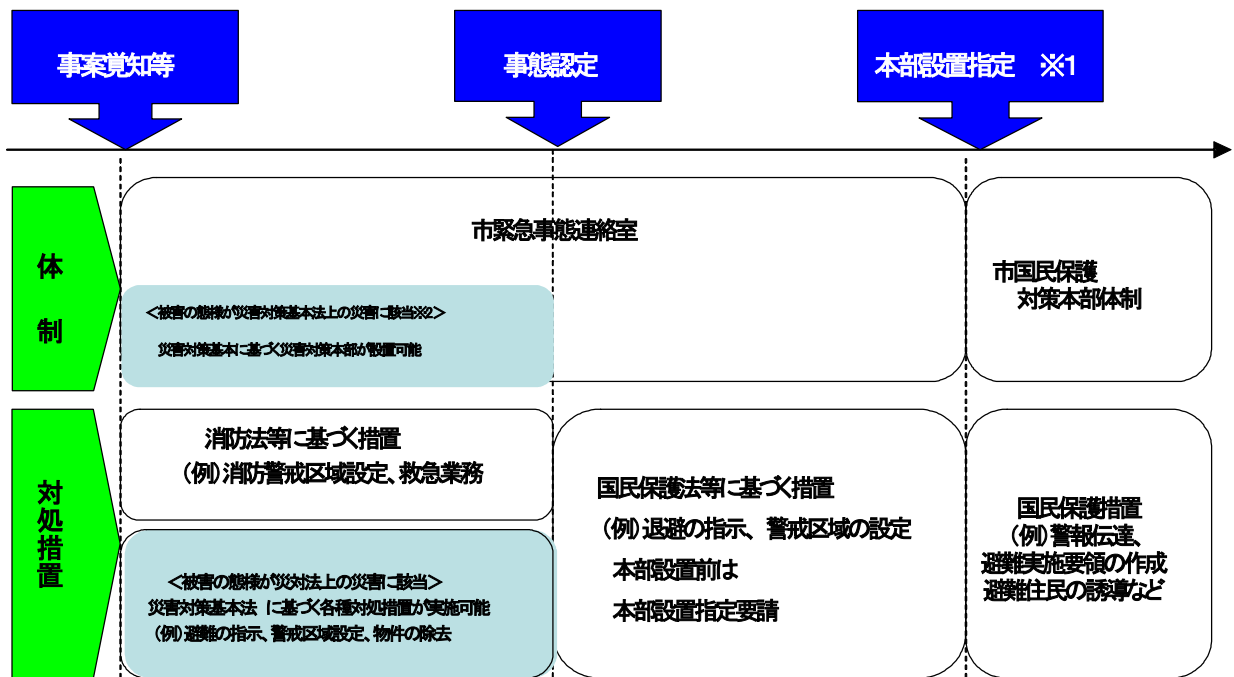 事案覚知等
事態認定
本部設置指定　※1
体制
市緊急事態連絡室
＜被害の態様が災害対策基本法上の災害に該当※2＞
災害対策基本に基づく災害対策本部が設置可能
市国民保護
対策本部体制
対処措置
消防法等に基づく措置
（例）消防警戒区域設定、救急業務
＜被害の態様が災対法上の災害に該当＞
災害対策基本法　に基づく各種対処措置が実施可能
（例）避難の指示、警戒区域設定、物件の除去
国民保護法等に基づく措置
（例）退避の指示、警戒区域の設定
本部設置前は
本部設置指定要請
国民保護措置
（例）警報伝達、
避難実施要領の作成
避難住民の誘導など